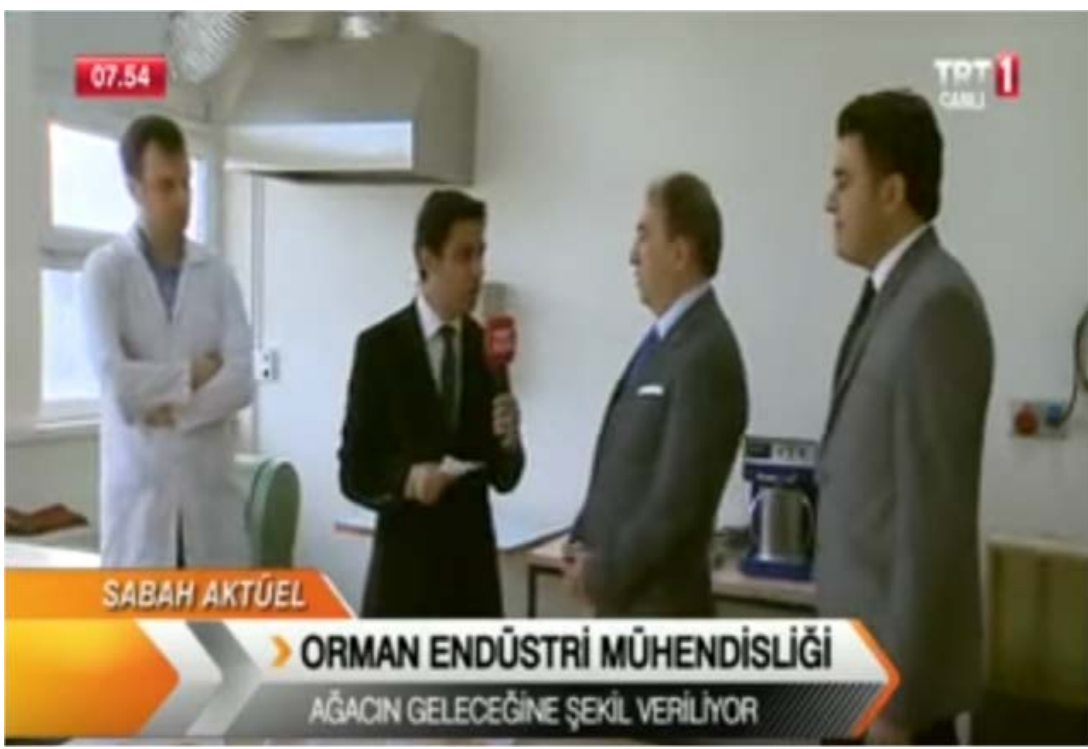 07.54
TRT 1
CANLI
SABAH AKTÜEL
ORMAN ENDÜSTRİ MÜHENDİSLİĞİ
AĞACIN GELECEĞİNE ŞEKİL VERİLİYOR